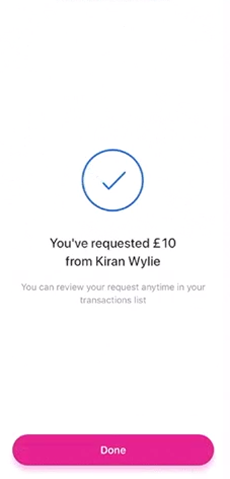 You've requested £10
from Kiran Wylie
You can review your request anytime in your
transactions list
Done